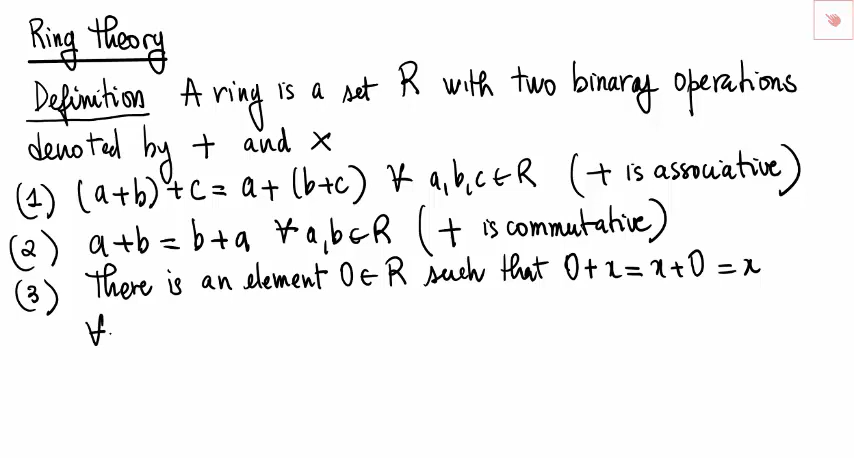 Ring theory
Definition A ring is a set R with two binary operations
denoted by + and ×
(1) (a+b)+c = a+(b+c) ∀ a,b,c ∈ R (+ is associative)
(2) a+b = b+a ∀ a,b ∈ R (+ is commutative)
(3) There is an element 0 ∈ R such that 0+x = x+0 = x
∀